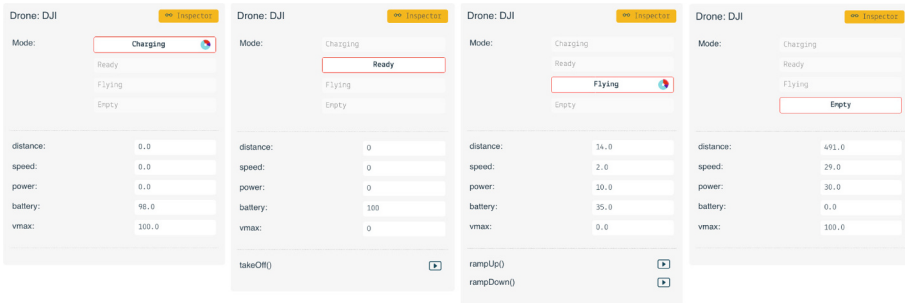 Drone: DJI
∞ Inspector
Mode:
Charging
Ready
Flying
Empty
distance: 0.0
speed: 0.0
power: 0.0
battery: 98.0
vmax: 100.0
Drone: DJI
∞ Inspector
Mode:
Charging
Ready
Flying
Empty
distance: 0
speed: 0
power: 0
battery: 100
vmax: 0
takeOff()
Drone: DJI
∞ Inspector
Mode:
Charging
Ready
Flying
Empty
distance: 14.0
speed: 2.0
power: 10.0
battery: 35.0
vmax: 0.0
rampUp()
rampDown()
Drone: DJI
∞ Inspector
Mode:
Charging
Ready
Flying
Empty
distance: 491.0
speed: 29.0
power: 30.0
battery: 0.0
vmax: 100.0